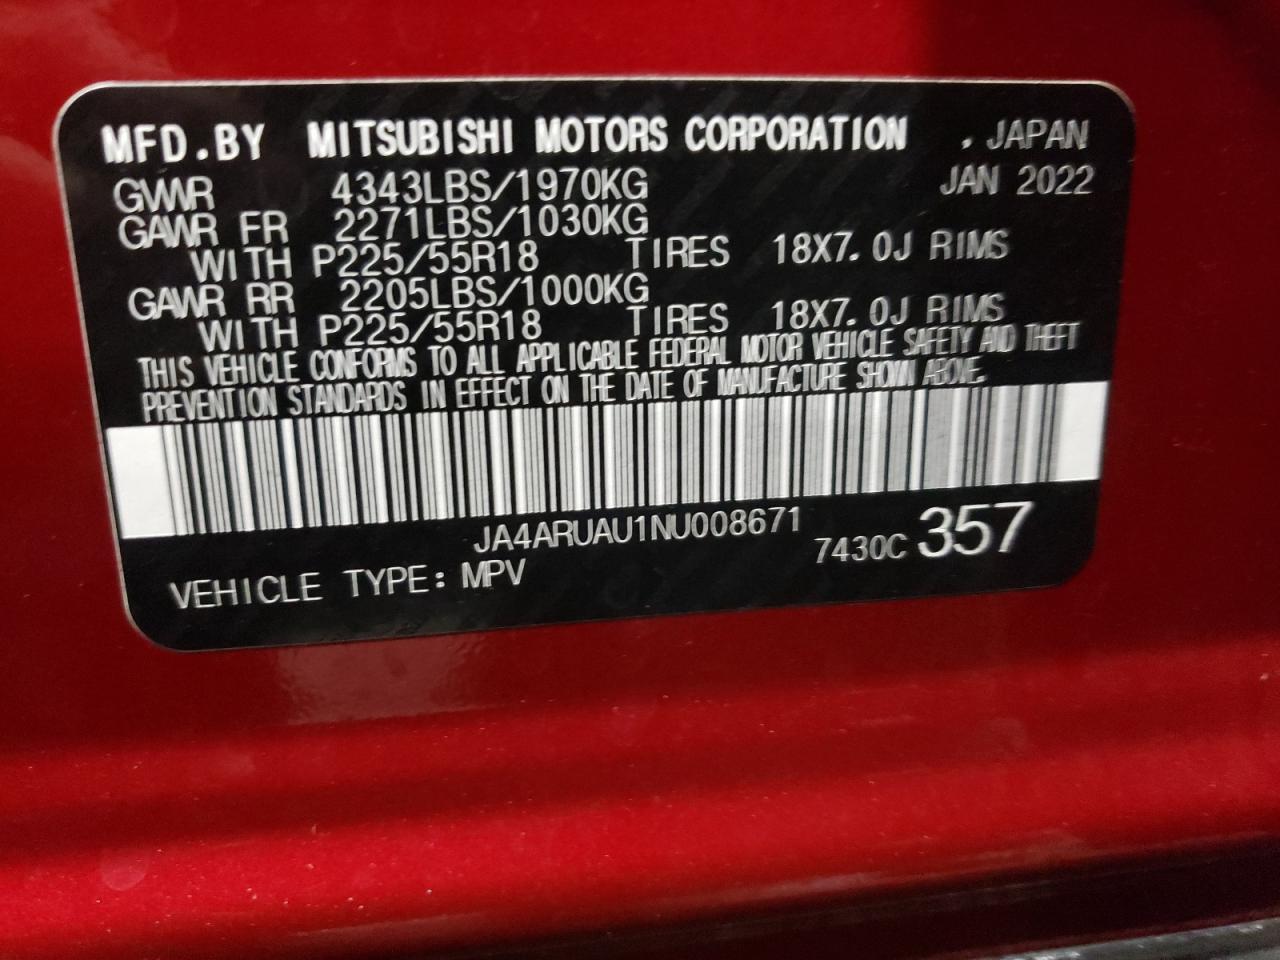 MFD.BY MITSUBISHI MOTORS CORPORATION , JAPAN
GVWR 4343LBS/1970KG JAN 2022
GAWR FR 2271LBS/1030KG
WITH P225/55R18 TIRES 18X7.0J RIMS
GAWR RR 2205LBS/1000KG
WITH P225/55R18 TIRES 18X7.0J RIMS
THIS VEHICLE CONFORMS TO ALL APPLICABLE FEDERAL MOTOR VEHICLE SAFETY AND THEFT
PREVENTION STANDARDS IN EFFECT ON THE DATE OF MANUFACTURE SHOWN ABOVE.
JA4ARUAU1NU008671 7430C 357
VEHICLE TYPE: MPV